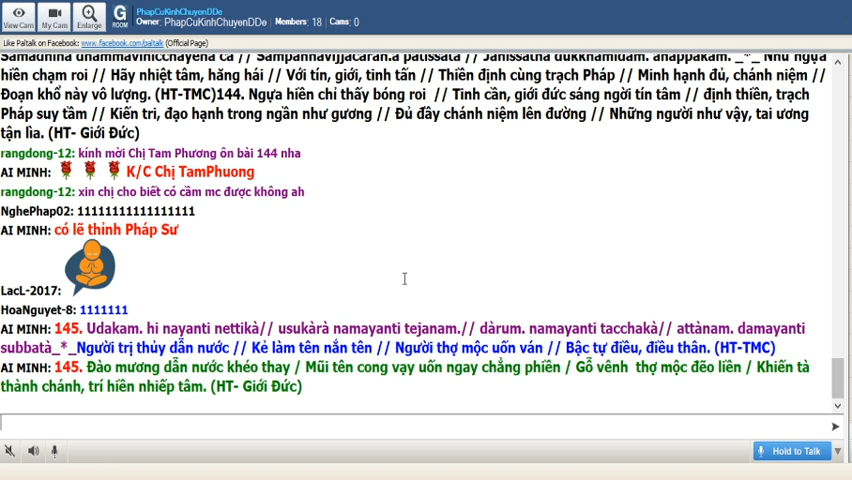 PhapCuKinhChuyenDDe
Owner: PhapCuKinhChuyenDDe Members: 18 Cams: 0
View Cam
My Cam
Enlarge
G
ROOM
Like Paltalk on Facebook: www.facebook.com/paltalk (Official Page)
Samadhina dhammavinicchayena ca // Sampannavijjacaran.a patissata // Janissatha dukkhamidam. anappakam. _*_ Như ngựa
hiền chạm roi // Hãy nhiệt tâm, hăng hái // Với tín, giới, tinh tấn // Thiền định cùng trạch Pháp // Minh hạnh đủ, chánh niệm //
Đoạn khổ này vô lượng. (HT-TMC)144. Ngựa hiền chỉ thấy bóng roi // Tinh cần, giới đức sáng ngời tín tâm // định thiền, trạch
Pháp suy tầm // Kiến tri, đạo hạnh trong ngần như gương // Đủ đầy chánh niệm lên đường // Những người như vậy, tai ương
tận lìa. (HT- Giới Đức)
rangdong-12: kính mời Chị Tam Phương ôn bài 144 nha
AI MINH: K/C Chị TamPhuong
rangdong-12: xin chị cho biết có cầm mc được không ah
NghePhap02: 11111111111111111
AI MINH: có lẽ thỉnh Pháp Sư
LacL-2017:
HoaNguyet-8: 1111111
AI MINH: 145. Udakam. hi nayanti nettikà// usukàrà namayanti tejanam.// dàrum. namayanti tacchakà// attànam. damayanti
subbatà_*_Người trị thủy dẫn nước // Kẻ làm tên nắn tên // Người thợ mộc uốn ván // Bậc tự điều, điều thân. (HT-TMC)
AI MINH: 145. Đào mương dẫn nước khéo thay / Mũi tên cong vạy uốn ngay chẳng phiền / Gỗ vênh thợ mộc đẽo liền / Khiến tà
thành chánh, trí hiền nhiếp tâm. (HT- Giới Đức)
Hold to Talk